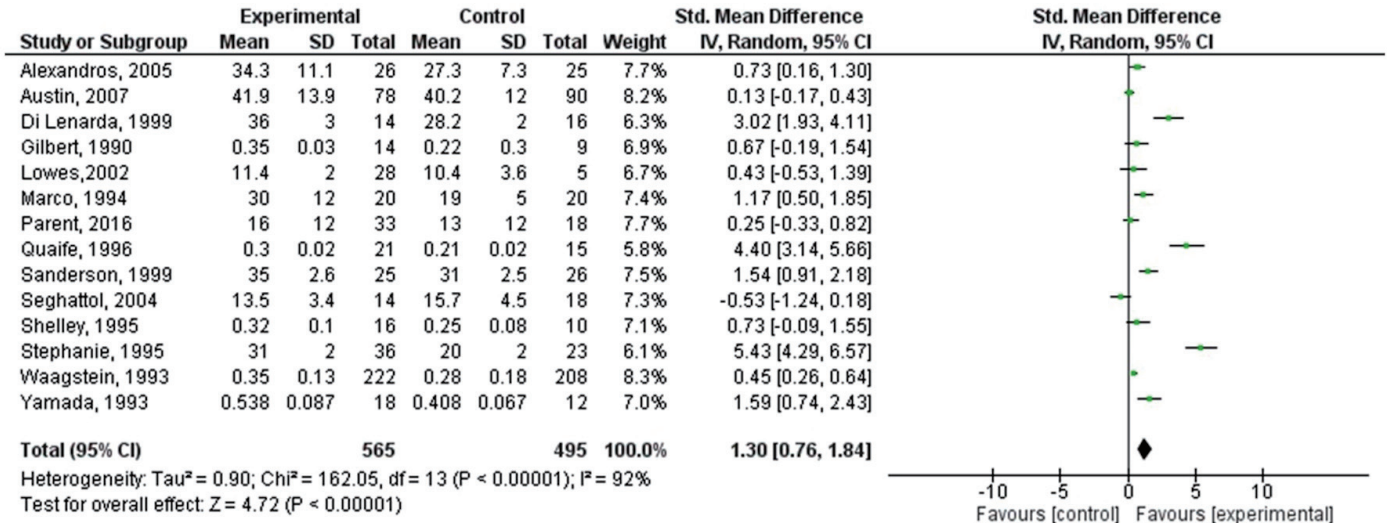 Experimental Control Std. Mean Difference Std. Mean Difference
Study or Subgroup Mean SD Total Mean SD Total Weight IV, Random, 95% CI IV, Random, 95% CI
Alexandros, 2005 34.3 11.1 26 27.3 7.3 25 7.7% 0.73 [0.16, 1.30]
Austin, 2007 41.9 13.9 78 40.2 12 90 8.2% 0.13 [-0.17, 0.43]
Di Lenarda, 1999 36 3 14 28.2 2 16 6.3% 3.02 [1.93, 4.11]
Gilbert, 1990 0.35 0.03 14 0.22 0.3 9 6.9% 0.67 [-0.19, 1.54]
Lowes,2002 11.4 2 28 10.4 3.6 5 6.7% 0.43 [-0.53, 1.39]
Marco, 1994 30 12 20 19 5 20 7.4% 1.17 [0.50, 1.85]
Parent, 2016 16 12 33 13 12 18 7.7% 0.25 [-0.33, 0.82]
Quaife, 1996 0.3 0.02 21 0.21 0.02 15 5.8% 4.40 [3.14, 5.66]
Sanderson, 1999 35 2.6 25 31 2.5 26 7.5% 1.54 [0.91, 2.18]
Seghattol, 2004 13.5 3.4 14 15.7 4.5 18 7.3% -0.53 [-1.24, 0.18]
Shelley, 1995 0.32 0.1 16 0.25 0.08 10 7.1% 0.73 [-0.09, 1.55]
Stephanie, 1995 31 2 36 20 2 23 6.1% 5.43 [4.29, 6.57]
Waagstein, 1993 0.35 0.13 222 0.28 0.18 208 8.3% 0.45 [0.26, 0.64]
Yamada, 1993 0.538 0.087 18 0.408 0.067 12 7.0% 1.59 [0.74, 2.43]
Total (95% CI) 565 495 100.0% 1.30 [0.76, 1.84]
Heterogeneity: Tau² = 0.90; Chi² = 162.05, df = 13 (P < 0.00001); I² = 92%
Test for overall effect: Z = 4.72 (P < 0.00001)
-10 -5 0 5 10
Favours [control] Favours [experimental]